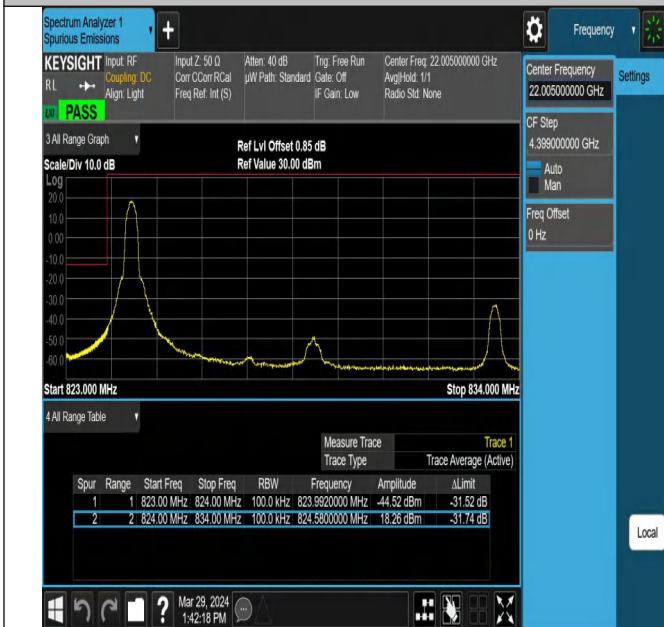 Spectrum Analyzer 1
Spurious Emissions
+
Frequency
KEYSIGHT
RL
LXI PASS
Input: RF
Coupling: DC
Align: Light
Input Z: 50 Ω
Corr CCorr RCal
Freq Ref: Int (S)
Atten: 40 dB
µW Path: Standard
Trig: Free Run
Gate: Off
IF Gain: Low
Center Freq: 22.005000000 GHz
Avg|Hold: 1/1
Radio Std: None
Center Frequency
22.005000000 GHz
Settings
CF Step
4.399000000 GHz
Auto
Man
Freq Offset
0 Hz
3 All Range Graph
Scale/Div 10.0 dB
Ref Lvl Offset 0.85 dB
Ref Value 30.00 dBm
Log
20.0
10.0
0.00
-10.0
-20.0
-30.0
-40.0
-50.0
-60.0
Start 823.000 MHz
Stop 834.000 MHz
4 All Range Table
Measure Trace Trace 1
Trace Type Trace Average (Active)
Spur Range Start Freq Stop Freq RBW Frequency Amplitude ΔLimit
1 1 823.00 MHz 824.00 MHz 100.0 kHz 823.9920000 MHz -44.52 dBm -31.52 dB
2 2 824.00 MHz 834.00 MHz 100.0 kHz 824.5800000 MHz 18.26 dBm -31.74 dB
Local
?
Mar 29, 2024
1:42:18 PM